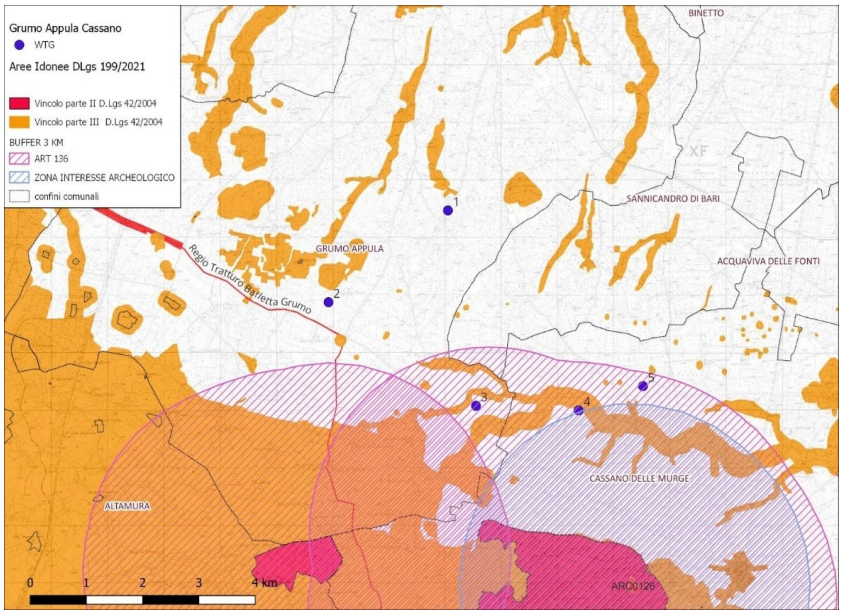 Grumo Appula Cassano
WTG
Aree Idonee DLgs 199/2021
Vincolo parte II D.Lgs 42/2004
Vincolo parte III D.Lgs 42/2004
BUFFER 3 KM
ART 136
ZONA INTERESSE ARCHEOLOGICO
confini comunali
BINETTO
XF
1
SANNICANDRO DI BARI
GRUMO APPULA
ACQUAVIVA DELLE FONTI
Regio Tratturo Barletta Grumo
2
5
3
4
CASSANO DELLE MURGE
ALTAMURA
ARC0126
0 1 2 3 4 km